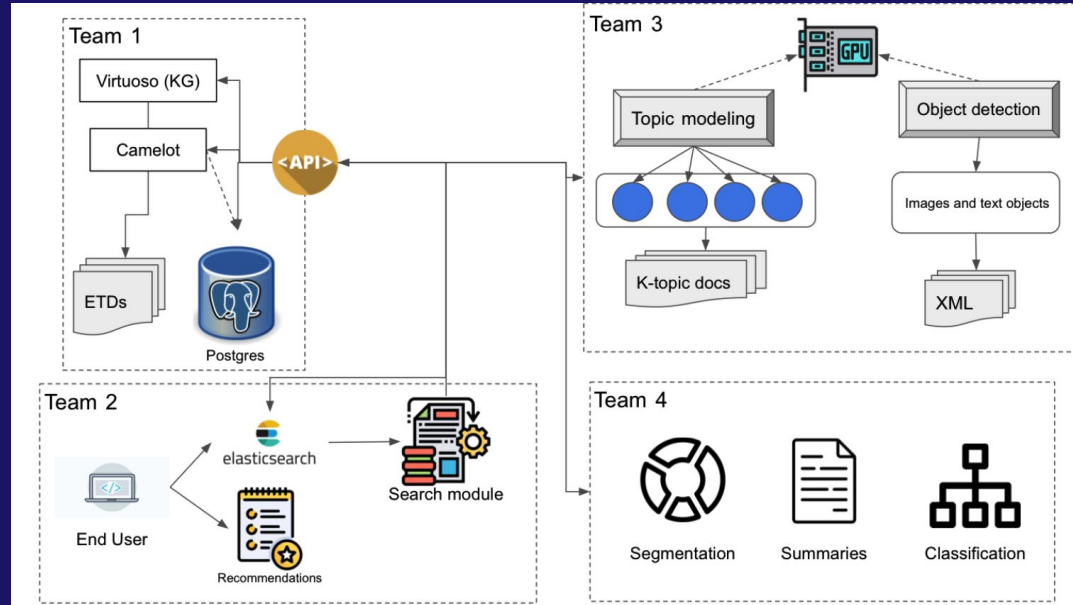 Team 1
Virtuoso (KG)
Camelot
<API>
ETDs
Postgres
Team 3
GPU
Topic modeling
Object detection
Images and text objects
K-topic docs
XML
Team 2
elasticsearch
Search module
</>
End User
Recommendations
Team 4
Segmentation
Summaries
Classification